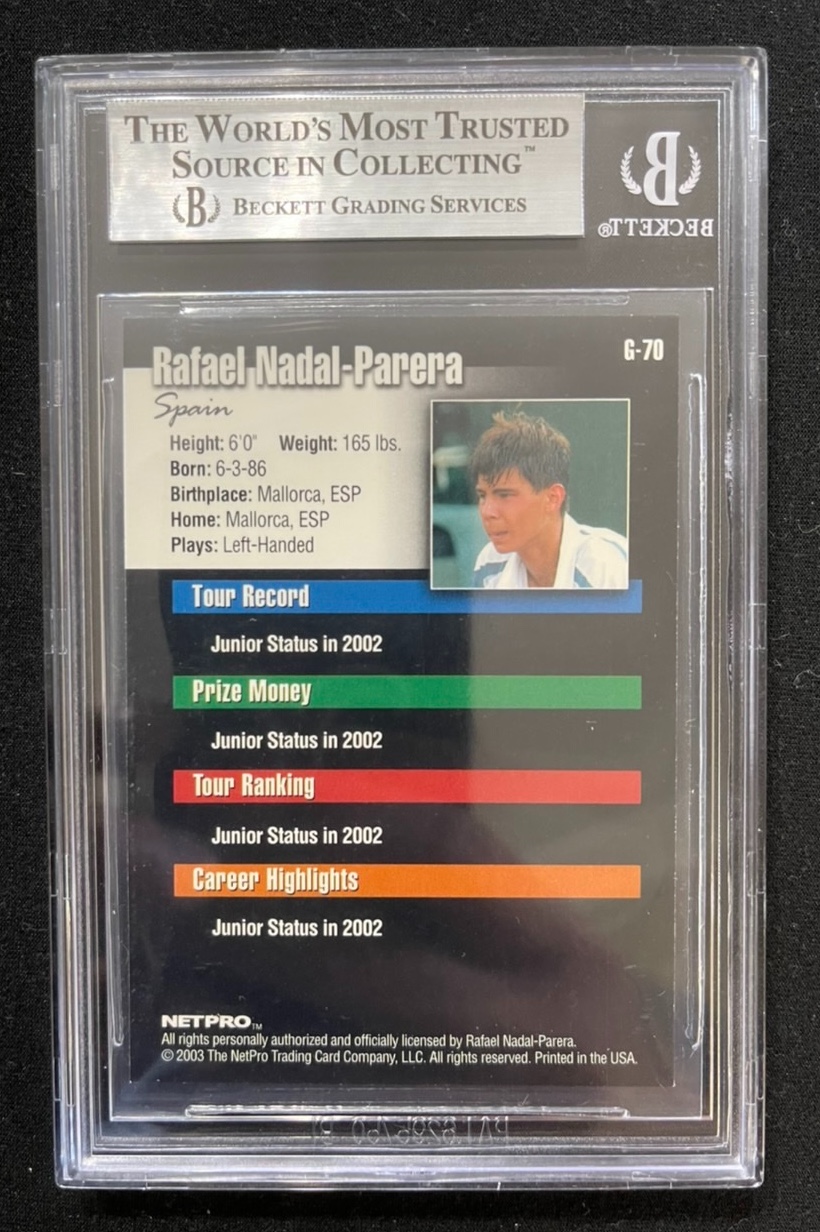 THE WORLD'S MOST TRUSTED
SOURCE IN COLLECTING™
B BECKETT GRADING SERVICES
B
BECKETT®
Rafael Nadal-Parera
G-70
Spain
Height: 6'0" Weight: 165 lbs.
Born: 6-3-86
Birthplace: Mallorca, ESP
Home: Mallorca, ESP
Plays: Left-Handed
Tour Record
Junior Status in 2002
Prize Money
Junior Status in 2002
Tour Ranking
Junior Status in 2002
Career Highlights
Junior Status in 2002
NETPRO™
All rights personally authorized and officially licensed by Rafael Nadal-Parera.
© 2003 The NetPro Trading Card Company, LLC. All rights reserved. Printed in the USA.